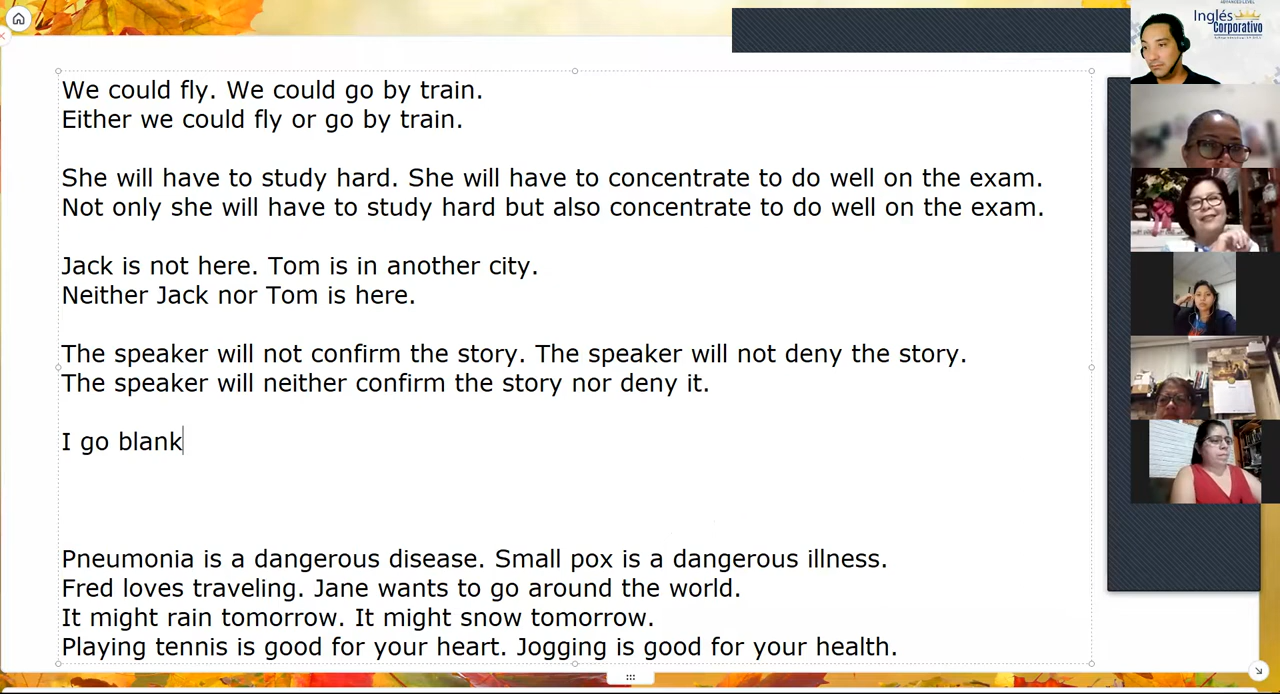 ADVANCED LEVEL
Inglés
Corporativo
We could fly. We could go by train.
Either we could fly or go by train.
She will have to study hard. She will have to concentrate to do well on the exam.
Not only she will have to study hard but also concentrate to do well on the exam.
Jack is not here. Tom is in another city.
Neither Jack nor Tom is here.
The speaker will not confirm the story. The speaker will not deny the story.
The speaker will neither confirm the story nor deny it.
I go blank
Pneumonia is a dangerous disease. Small pox is a dangerous illness.
Fred loves traveling. Jane wants to go around the world.
It might rain tomorrow. It might snow tomorrow.
Playing tennis is good for your heart. Jogging is good for your health.